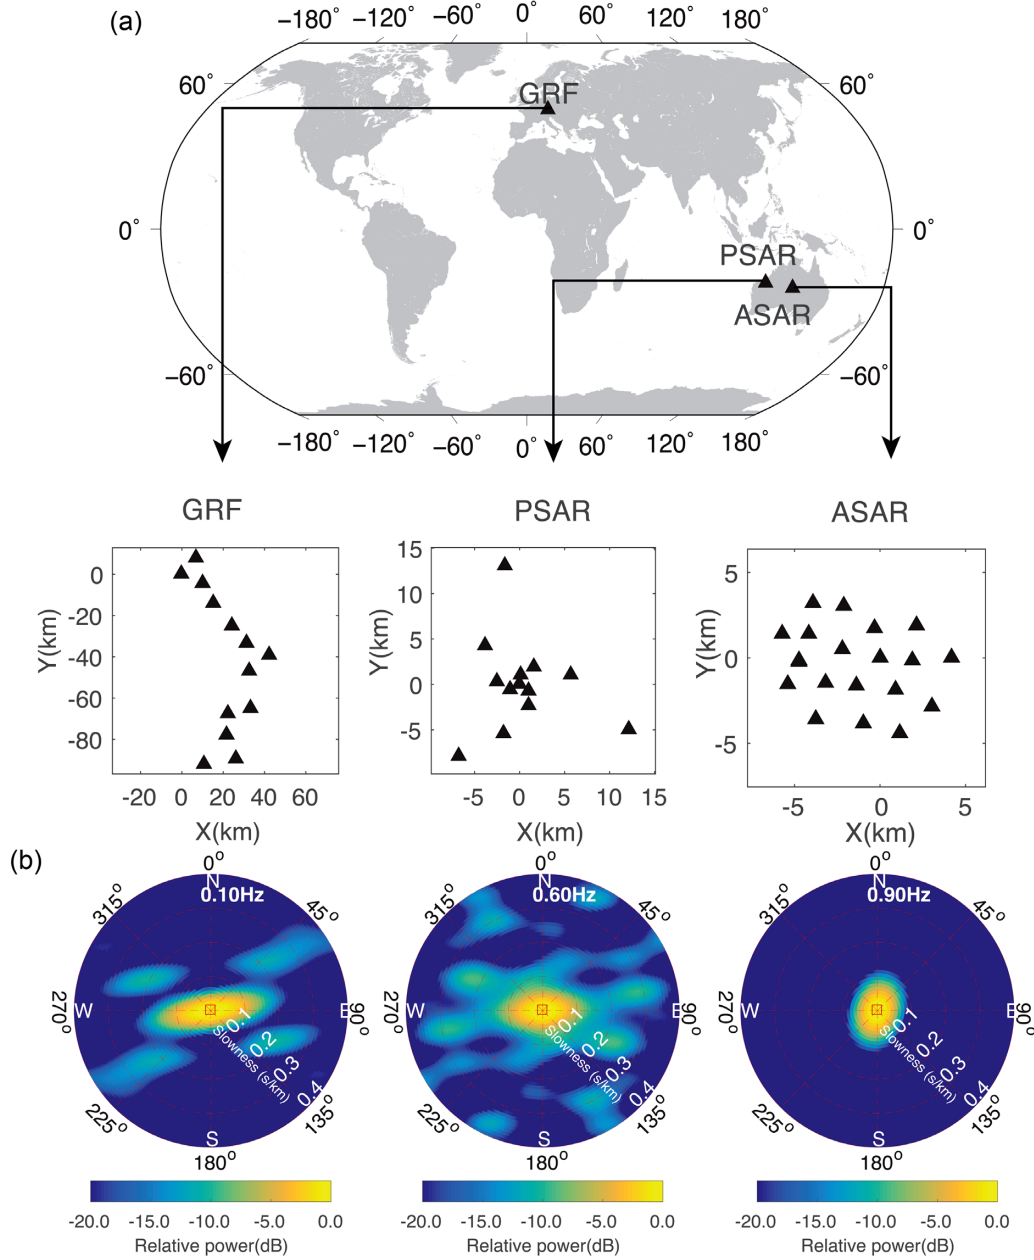 (a)
−180° −120° −60° 0° 60° 120° 180°
60° 60°
GRF
0° 0°
PSAR
ASAR
−60° −60°
−180° −120° −60° 0° 60° 120° 180°
GRF PSAR ASAR
Y(km)
0
-20
-40
-60
-80
-20 0 20 40 60
X(km)
Y(km)
15
10
5
0
-5
-5 0 5 10 15
X(km)
Y(km)
5
0
-5
-5 0 5
X(km)
(b)
0° 45° 90° 135° 180° 225° 270° 315°
N E S W
0.10Hz
0.1 0.2 0.3 0.4
Slowness (s/km)
0° 45° 90° 135° 180° 225° 270° 315°
N E S W
0.60Hz
0.1 0.2 0.3 0.4
Slowness (s/km)
0° 45° 90° 135° 180° 225° 270° 315°
N E S W
0.90Hz
0.1 0.2 0.3 0.4
Slowness (s/km)
-20.0 -15.0 -10.0 -5.0 0.0
Relative power(dB)
-20.0 -15.0 -10.0 -5.0 0.0
Relative power(dB)
-20.0 -15.0 -10.0 -5.0 0.0
Relative power(dB)